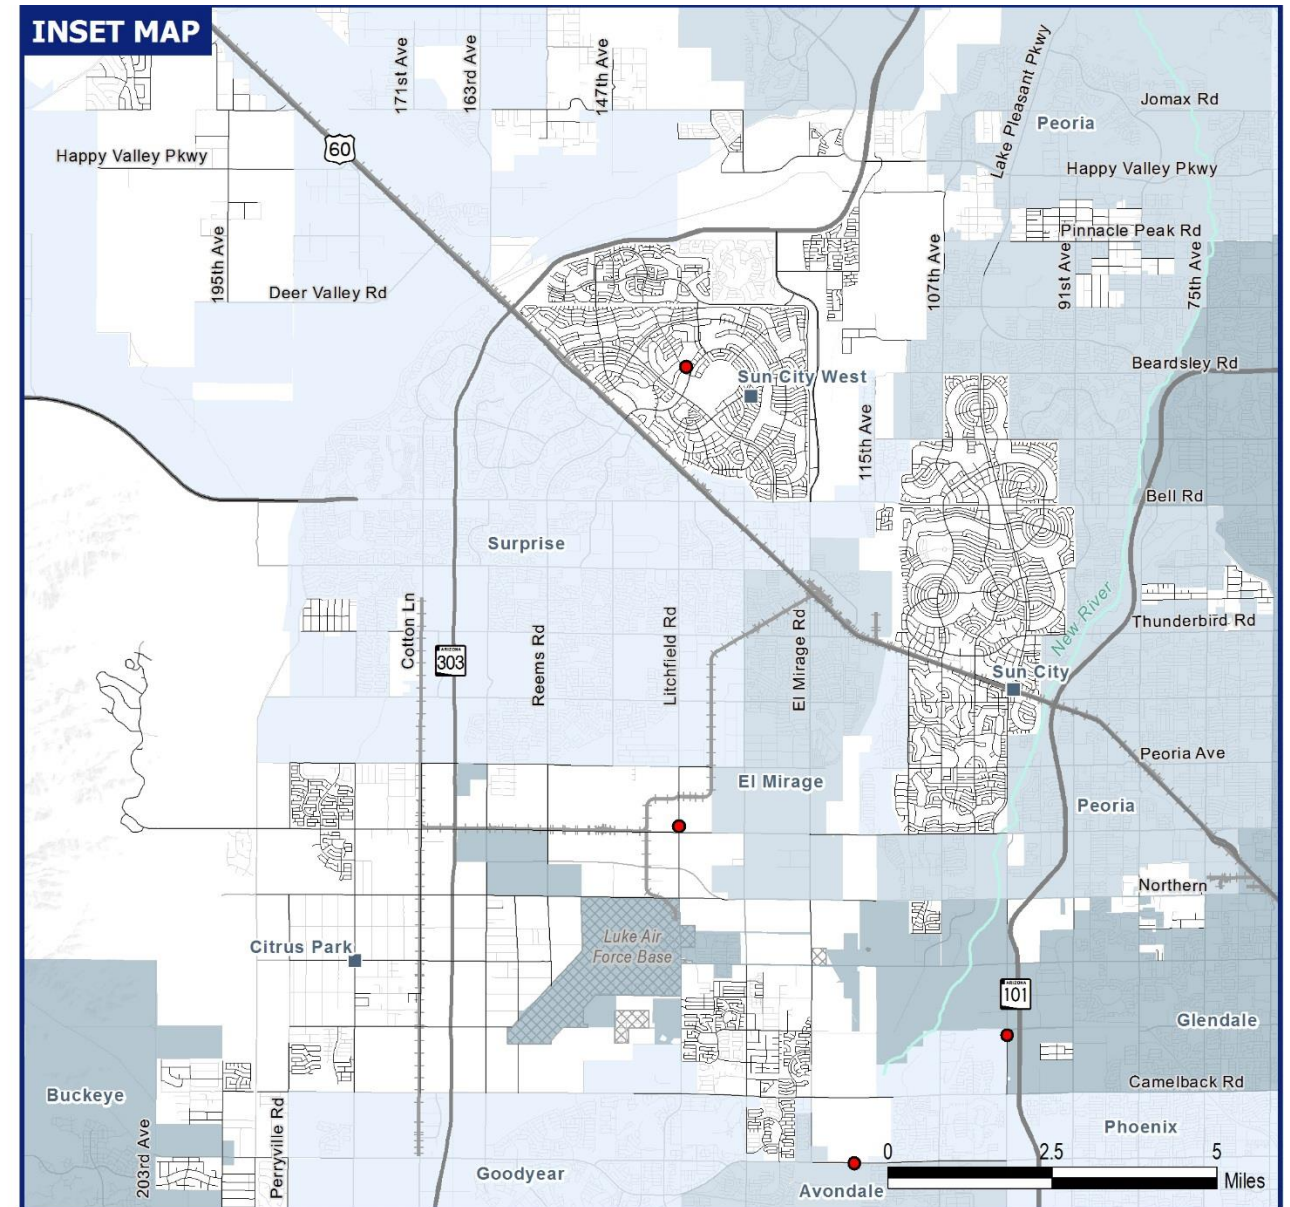 INSET MAP
171st Ave
163rd Ave
147th Ave
Lake Pleasant Pkwy
Jomax Rd
Peoria
60
Happy Valley Pkwy
Happy Valley Pkwy
Pinnacle Peak Rd
195th Ave
107th Ave
91st Ave
75th Ave
Deer Valley Rd
Beardsley Rd
Sun City West
115th Ave
Bell Rd
Surprise
Cotton Ln
Reems Rd
Litchfield Rd
El Mirage Rd
New River
Thunderbird Rd
ARIZONA
303
Sun City
Peoria Ave
El Mirage
Peoria
Northern
Citrus Park
Luke Air
Force Base
ARIZONA
101
Glendale
Buckeye
Camelback Rd
203rd Ave
Perryville Rd
Phoenix
0 2.5 5
Miles
Goodyear
Avondale